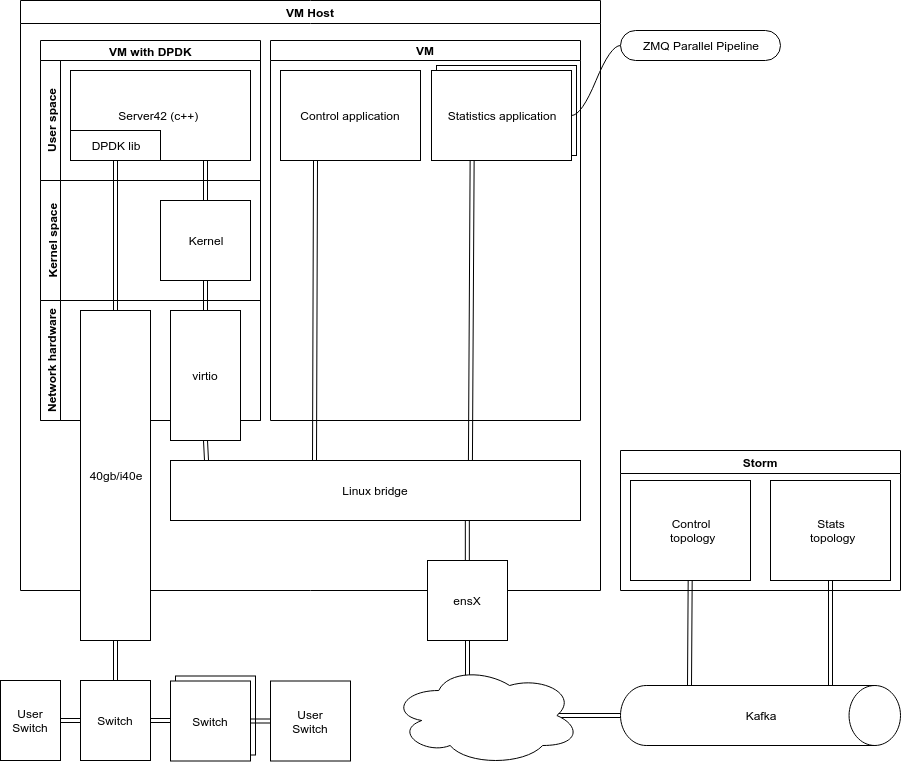 VM Host
VM with DPDK
VM
ZMQ Parallel Pipeline
User space
Server42 (c++)
DPDK lib
Control application
Statistics application
Kernel space
Kernel
Network hardware
virtio
40gb/i40e
Linux bridge
Storm
Control
topology
Stats
topology
ensX
User
Switch
Switch
Switch
User
Switch
Kafka